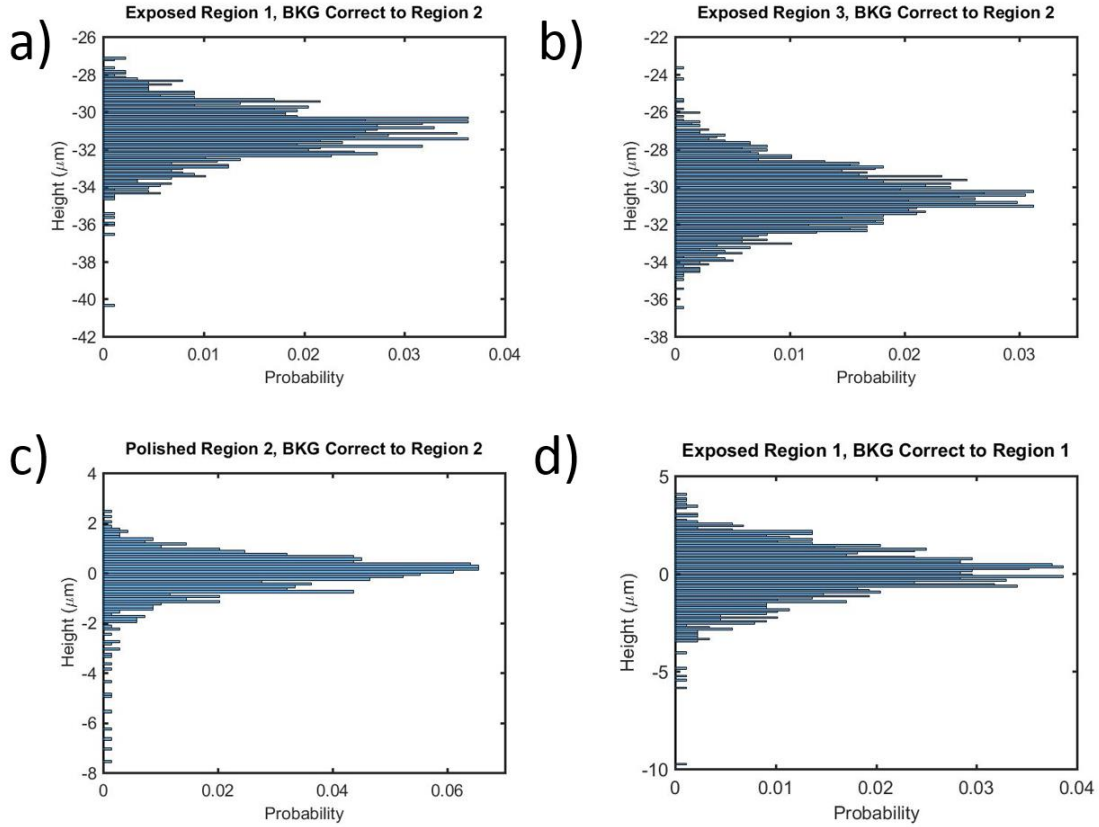 a)
Exposed Region 1, BKG Correct to Region 2
-26
-28
-30
-32
-34
-36
-38
-40
-42
Height (μm)
0 0.01 0.02 0.03 0.04
Probability
b)
Exposed Region 3, BKG Correct to Region 2
-22
-24
-26
-28
-30
-32
-34
-36
-38
Height (μm)
0 0.01 0.02 0.03
Probability
c)
Polished Region 2, BKG Correct to Region 2
4
2
0
-2
-4
-6
-8
Height (μm)
0 0.02 0.04 0.06
Probability
d)
Exposed Region 1, BKG Correct to Region 1
5
0
-5
-10
Height (μm)
0 0.01 0.02 0.03 0.04
Probability